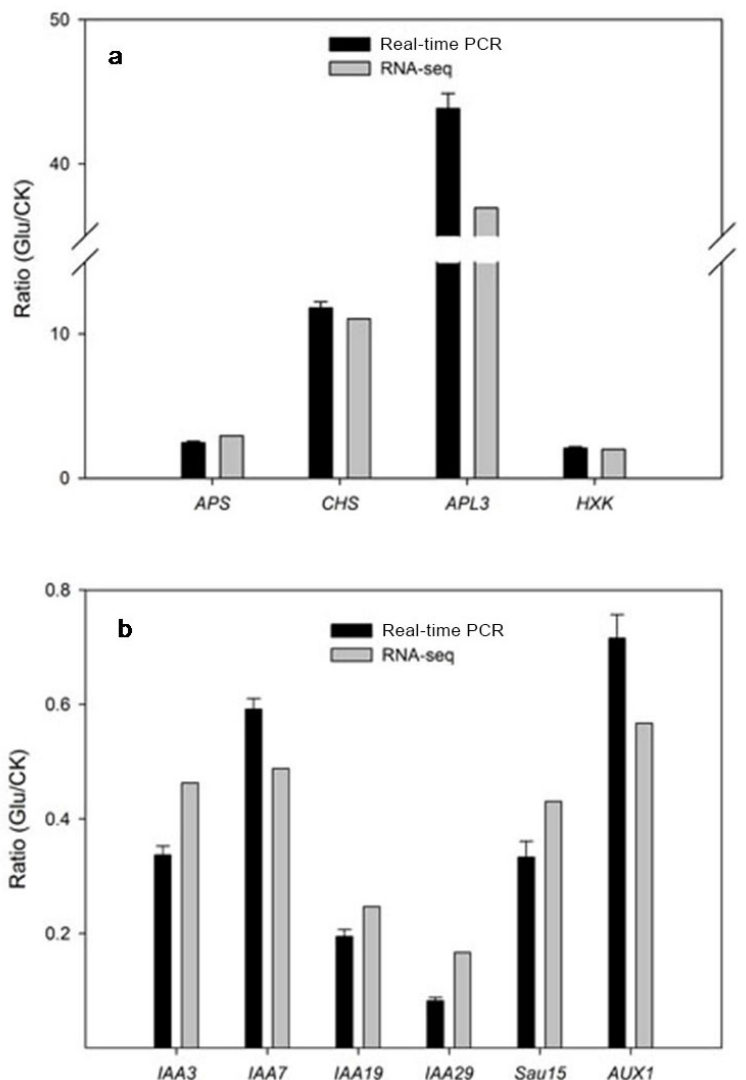 50
a
Real-time PCR
RNA-seq
40
Ratio (Glu/CK)
10
0
APS CHS APL3 HXK
0.8
b
Real-time PCR
RNA-seq
0.6
Ratio (Glu/CK)
0.4
0.2
IAA3 IAA7 IAA19 IAA29 Sau15 AUX1